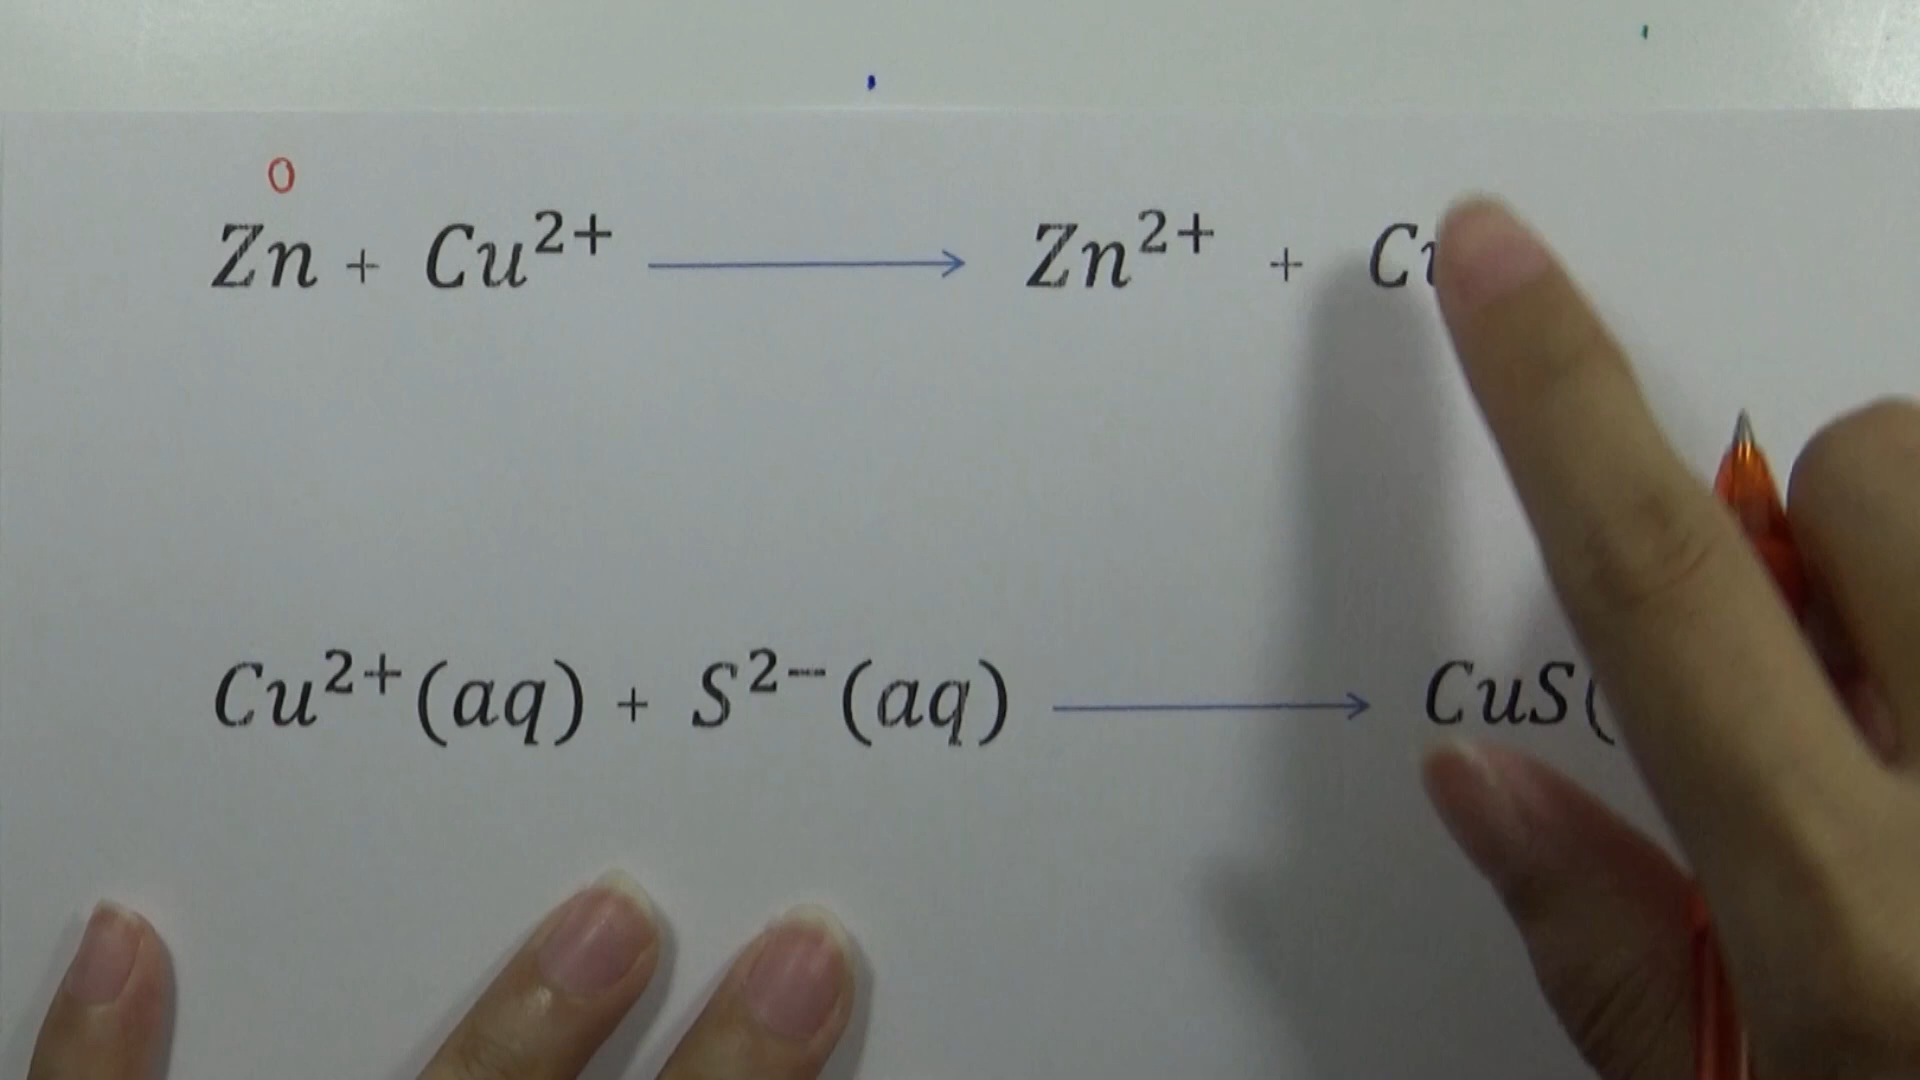 0
Zn + Cu²⁺ ⟶ Zn²⁺ + C
Cu²⁺(aq) + S²⁻(aq) ⟶ CuS(